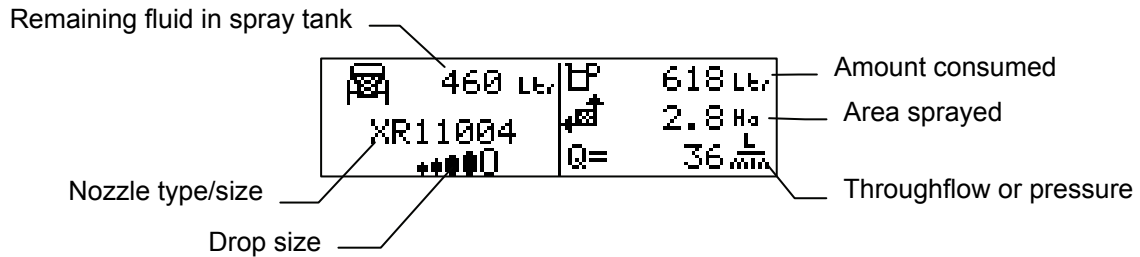 Remaining fluid in spray tank
460 Ltr
618 Ltr
Amount consumed
2.8 Ha
Area sprayed
XR11004
Q= 36 L/min
Nozzle type/size
Throughflow or pressure
Drop size